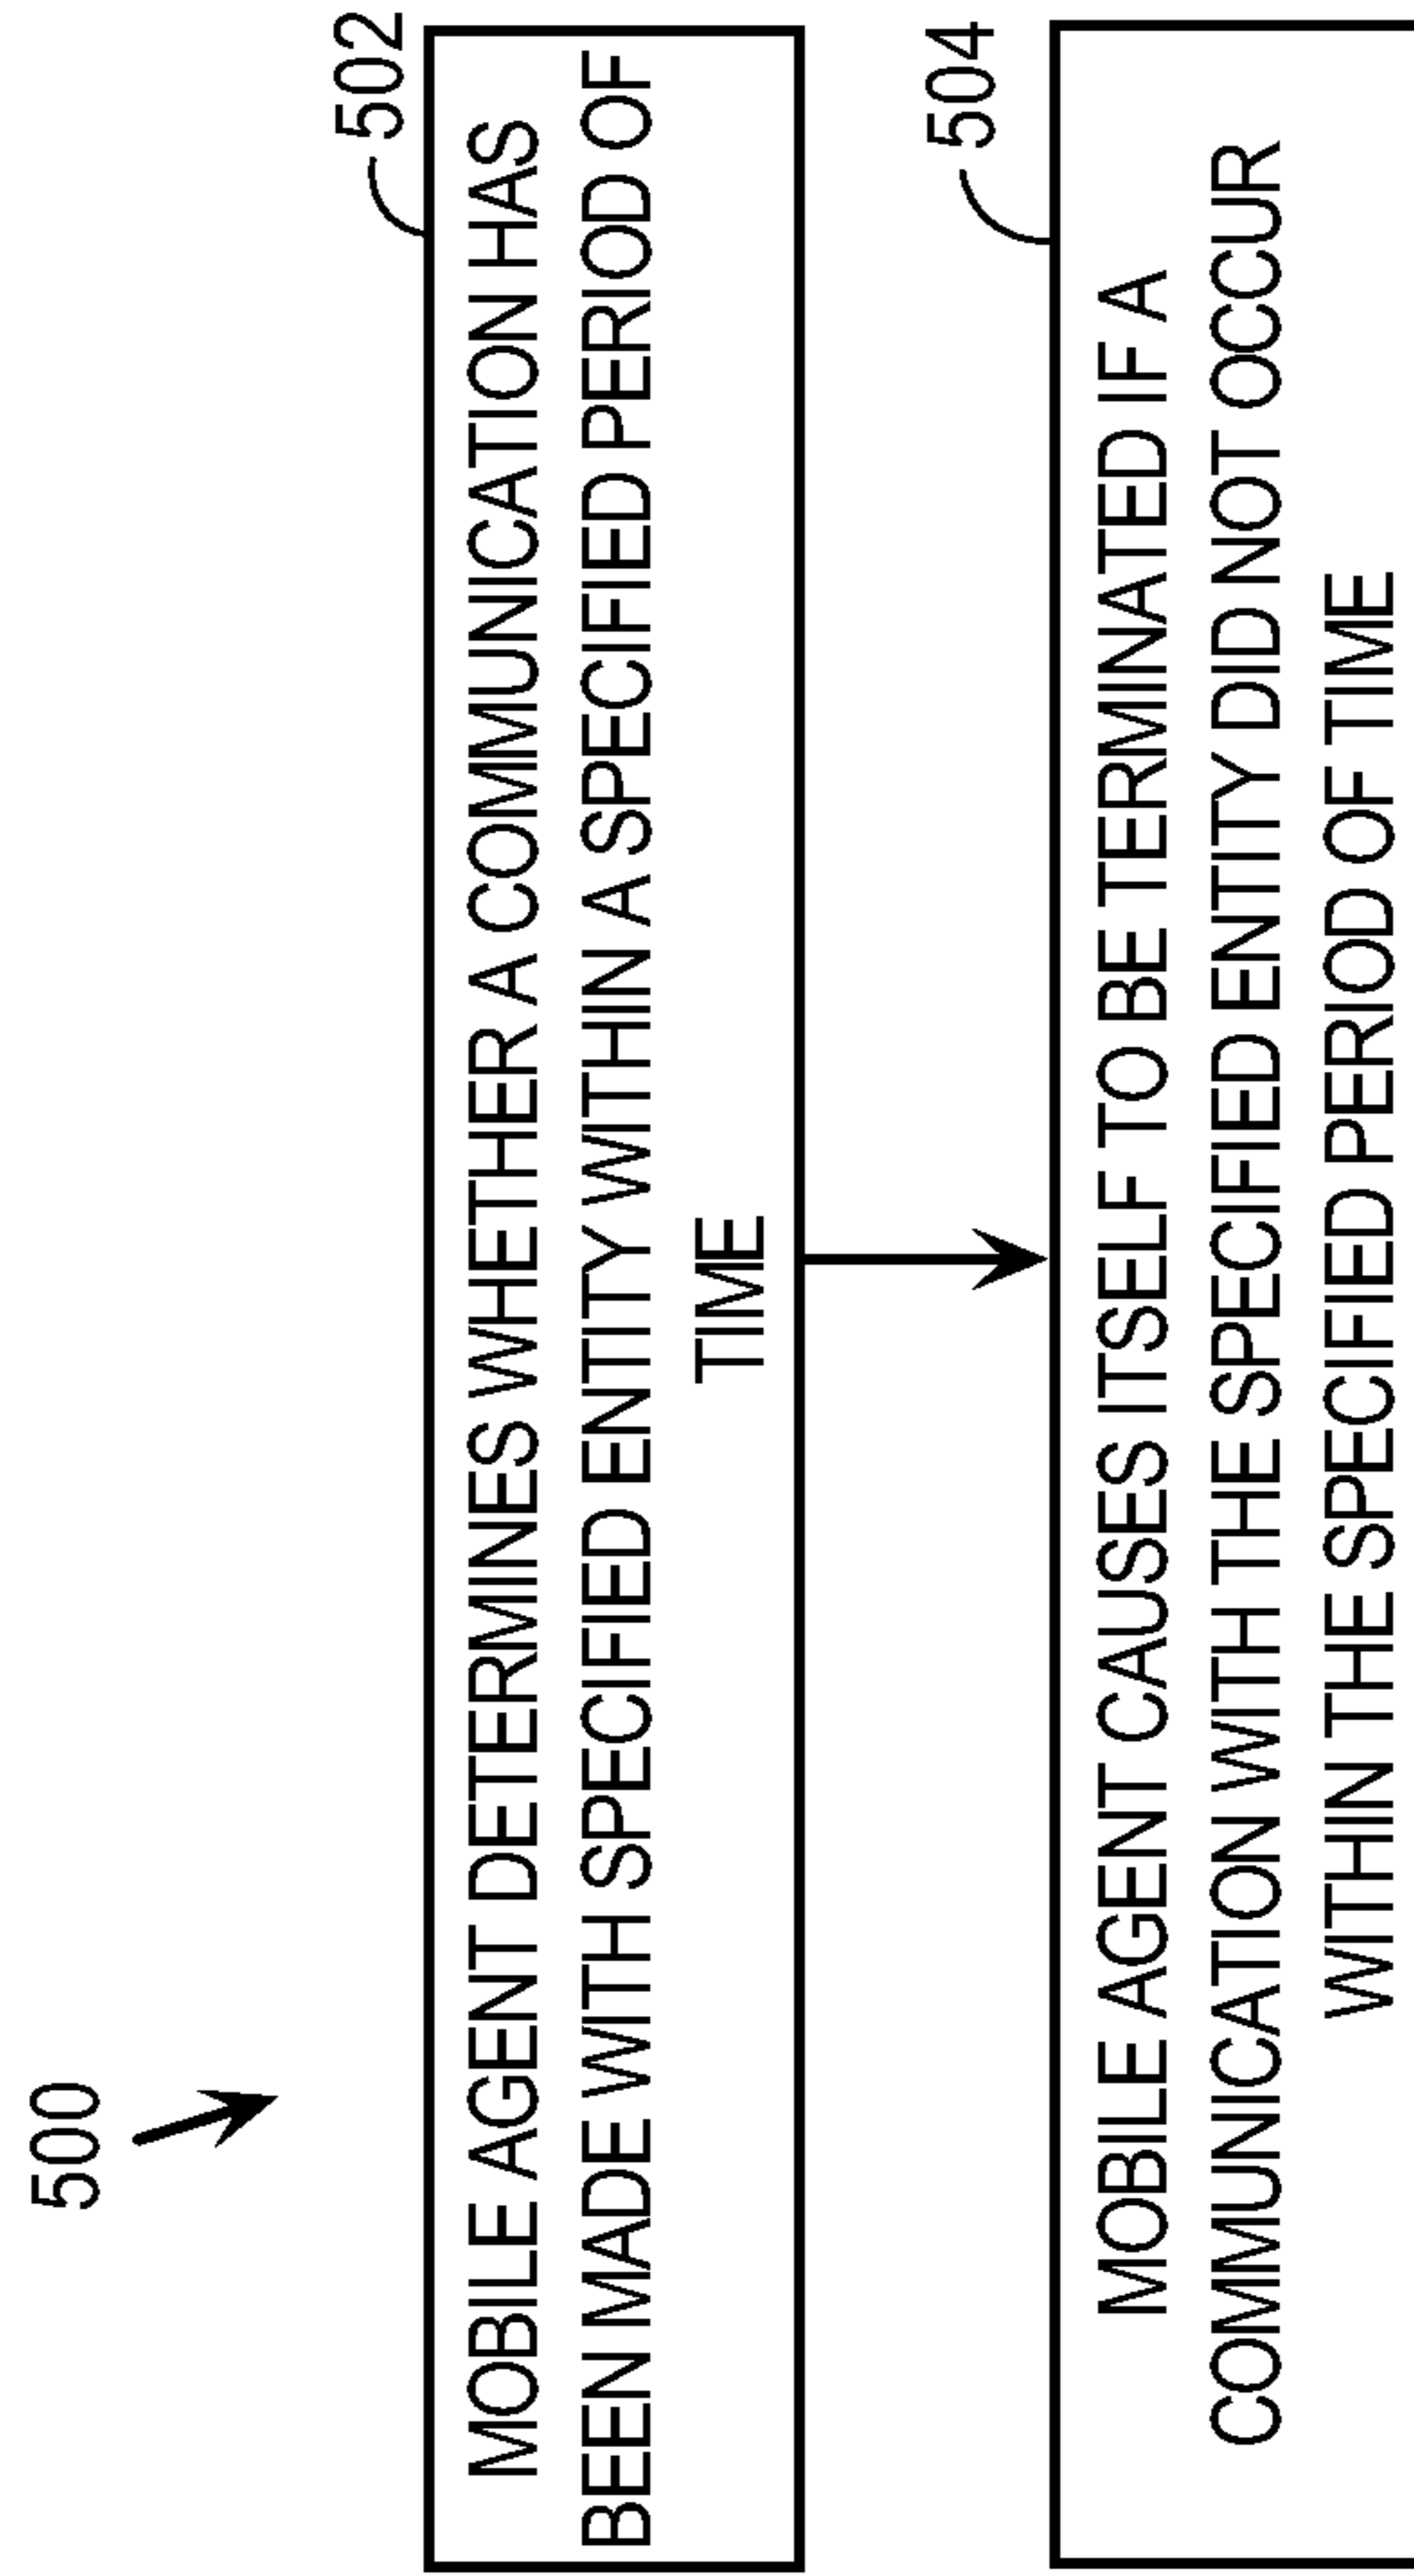 500
502
MOBILE AGENT DETERMINES WHETHER A COMMUNICATION HAS
BEEN MADE WITH SPECIFIED ENTITY WITHIN A SPECIFIED PERIOD OF
TIME
504
MOBILE AGENT CAUSES ITSELF TO BE TERMINATED IF A
COMMUNICATION WITH THE SPECIFIED ENTITY DID NOT OCCUR
WITHIN THE SPECIFIED PERIOD OF TIME